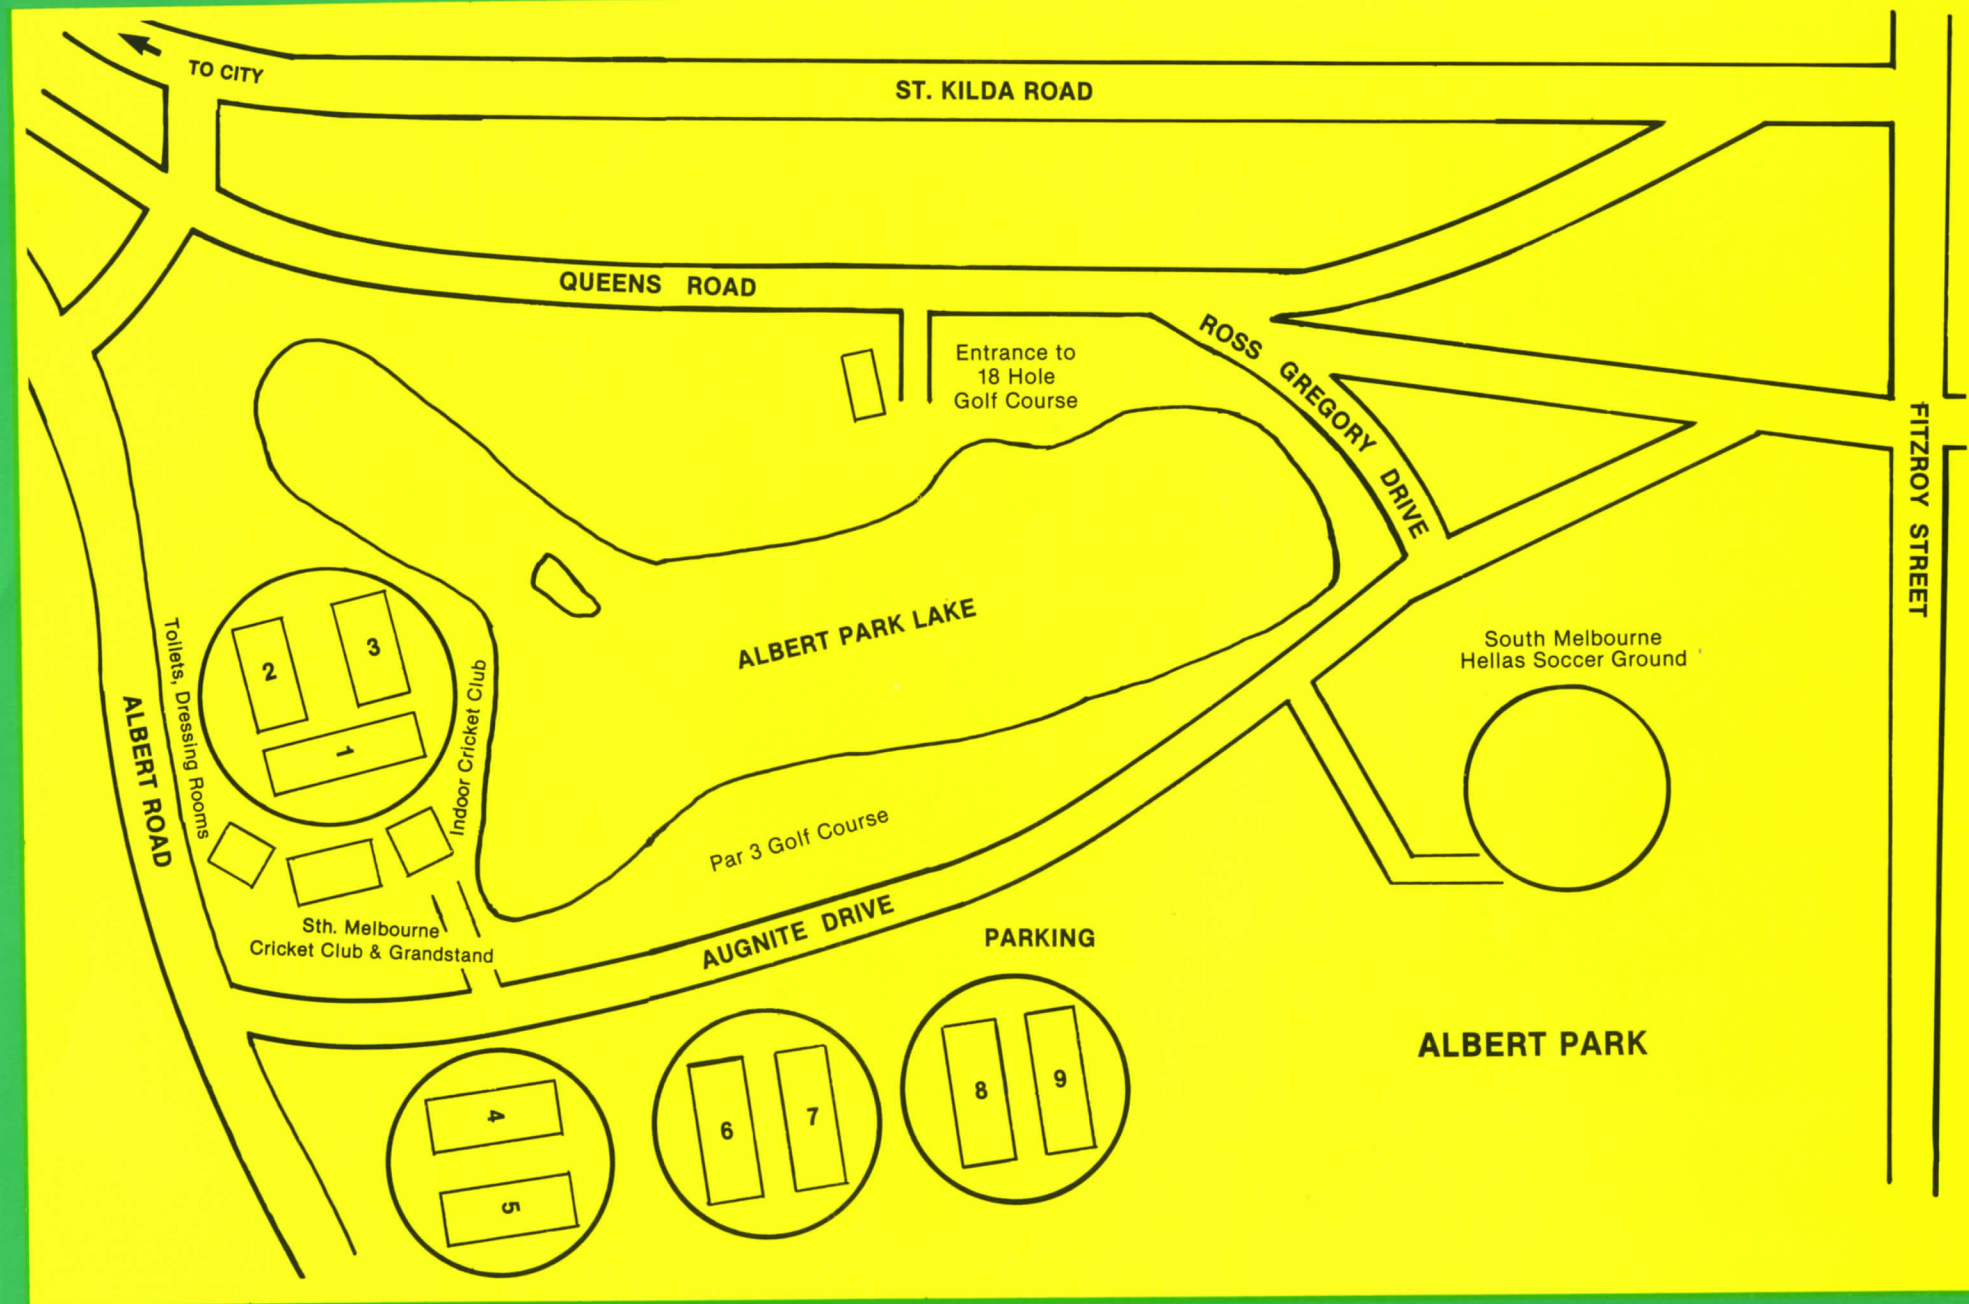 TO CITY
ST. KILDA ROAD
QUEENS ROAD
ROSS GREGORY DRIVE
Entrance to
18 Hole
Golf Course
FITZROY STREET
ALBERT PARK LAKE
South Melbourne
Hellas Soccer Ground
2
3
1
Toilets, Dressing Rooms
Indoor Cricket Club
ALBERT ROAD
Par 3 Golf Course
Sth. Melbourne
Cricket Club & Grandstand
AUGNITE DRIVE
PARKING
ALBERT PARK
4
5
6
7
8
9